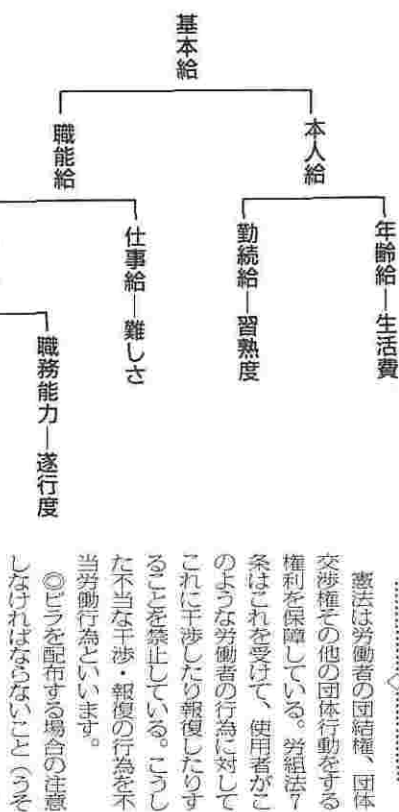 基本給
本人給
年齢給―生活費
勤続給―習熟度
職能給
仕事給―難しさ
職務能力―遂行度
憲法は労働者の団結権、団体
交渉権その他の団体行動をする
権利を保障している。労組法7
条はこれを受けて、使用者がこ
のような労働者の行為に対して
これに干渉したり報復したりす
ることを禁止している。こうし
た不当な干渉・報復の行為を不
当労働行為といいます。
◎ビラを配布する場合の注意
しなければならないこと（うそ